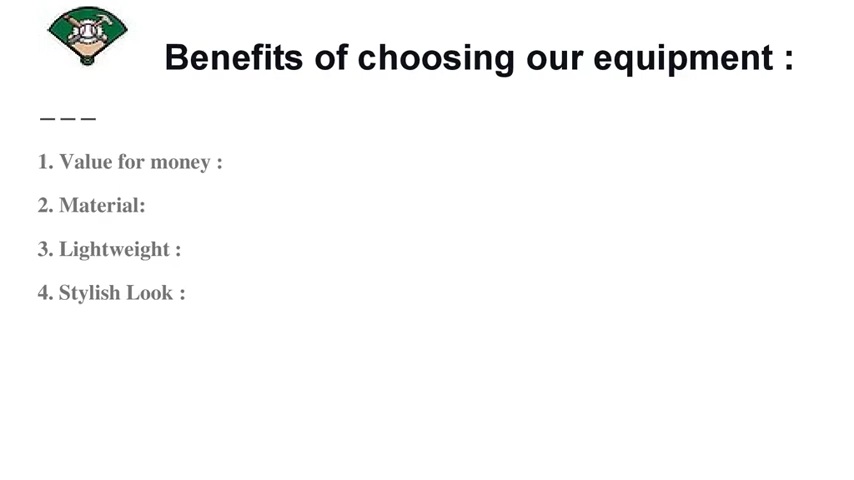 Benefits of choosing our equipment :
1. Value for money :
2. Material:
3. Lightweight :
4. Stylish Look :